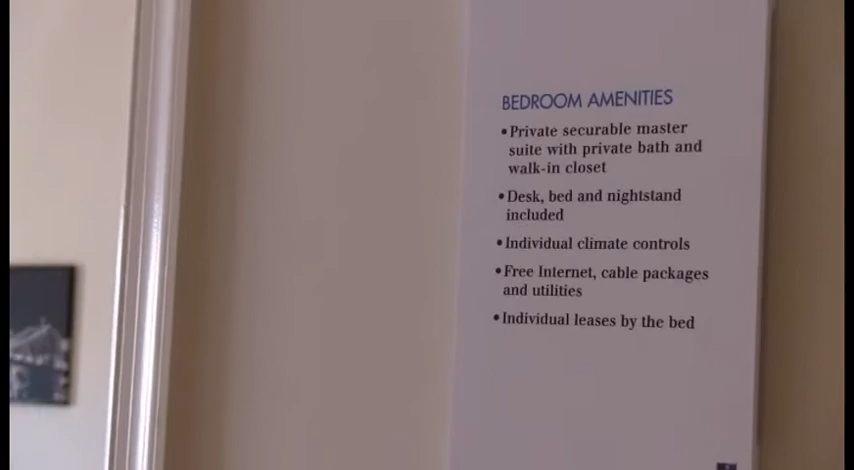 BEDROOM AMENITIES
•Private securable master
suite with private bath and
walk-in closet
•Desk, bed and nightstand
included
•Individual climate controls
•Free Internet, cable packages
and utilities
•Individual leases by the bed